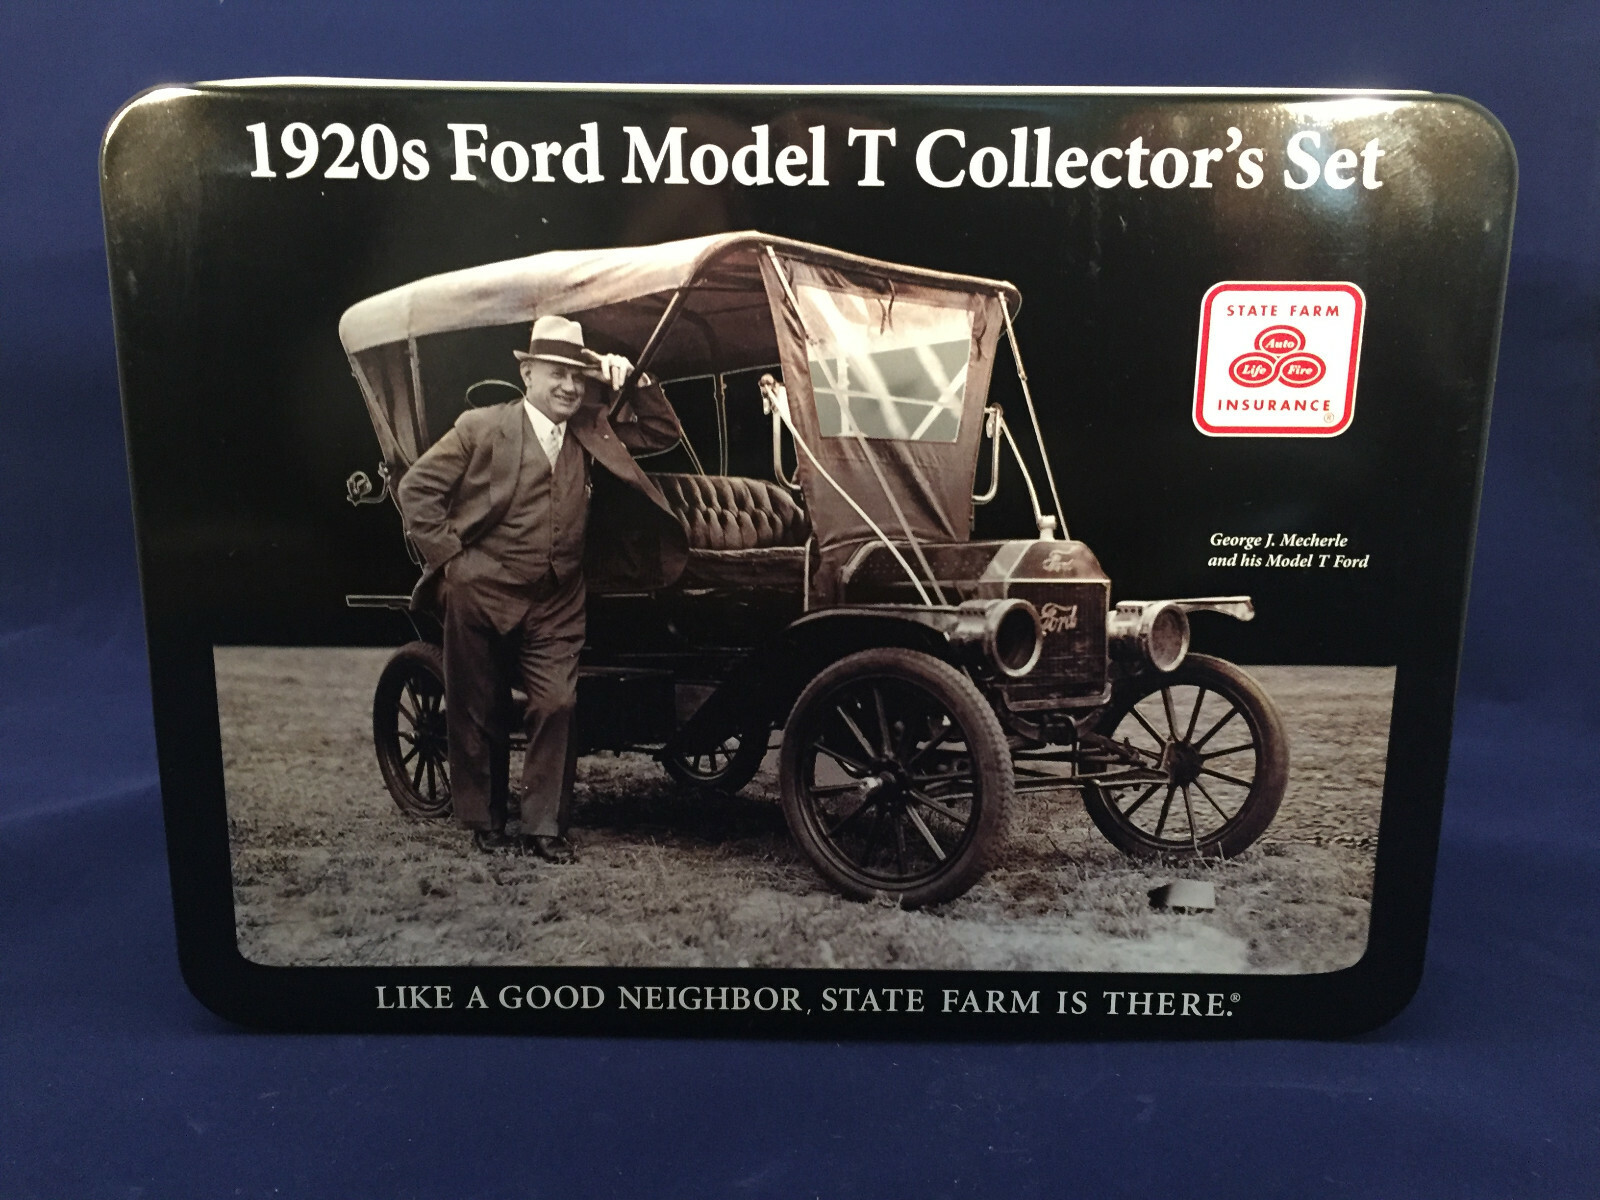 1920s Ford Model T Collector's Set
STATE FARM
Auto
Life Fire
INSURANCE
®
George J. Mecherle
and his Model T Ford
Ford
Ford
LIKE A GOOD NEIGHBOR, STATE FARM IS THERE.®